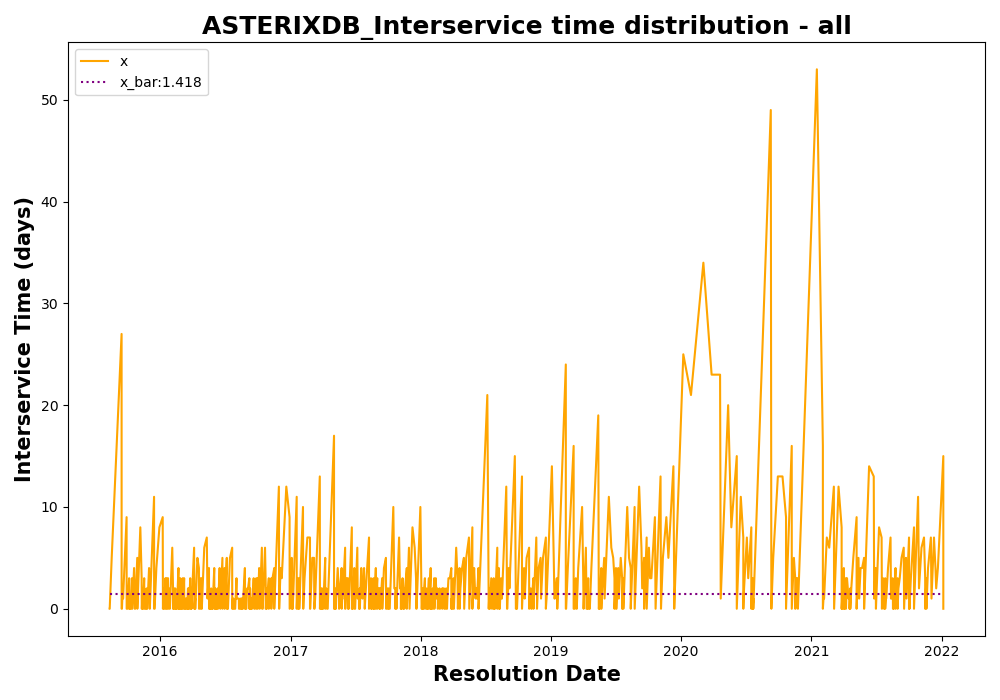 ASTERIXDB_Interservice time distribution - all
x
x_bar:1.418
Interservice Time (days)
50
40
30
20
10
0
2016 2017 2018 2019 2020 2021 2022
Resolution Date